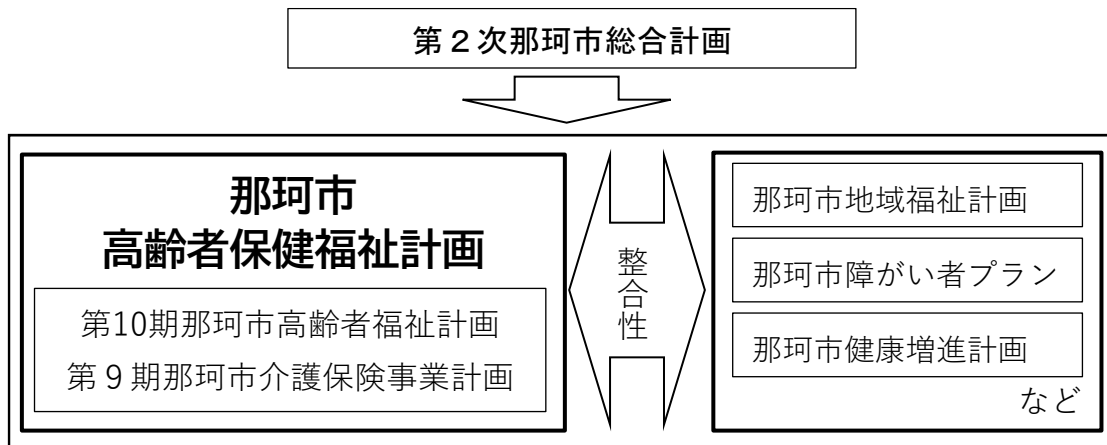 第２次那珂市総合計画
那珂市
高齢者保健福祉計画
第10期那珂市高齢者福祉計画
第９期那珂市介護保険事業計画
整合性
那珂市地域福祉計画
那珂市障がい者プラン
那珂市健康増進計画
など